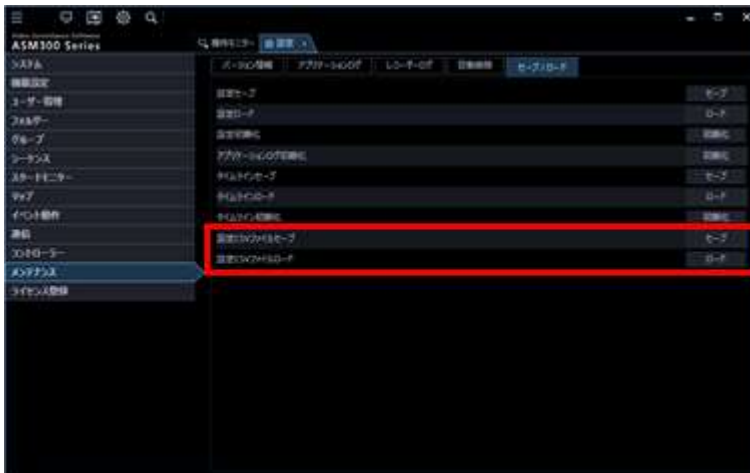 Video Surveillance Software
ASM300 Series
操作モニター
設定
システム
機器設定
ユーザー管理
フォルダー
グループ
シーケンス
スタートモニター
マップ
イベント動作
通信
コントローラー
メンテナンス
ライセンス登録
バージョン情報
アプリケーションログ
レコーダーログ
セーブ/ロード
設定セーブ
セーブ
設定ロード
ロード
設定初期化
初期化
アプリケーションログ初期化
初期化
タイムラインセーブ
セーブ
タイムラインロード
ロード
タイムライン初期化
初期化
設定CSVファイルセーブ
セーブ
設定CSVファイルロード
ロード